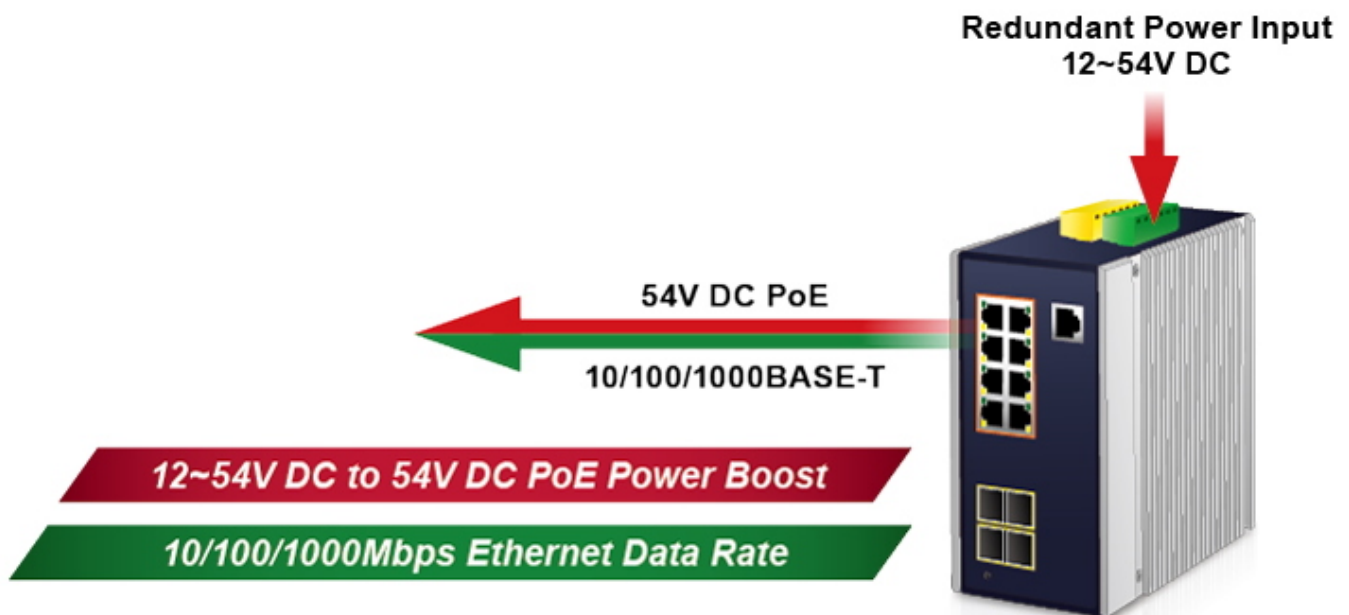 Redundant Power Input
12~54V DC
54V DC PoE
10/100/1000BASE-T
12~54V DC to 54V DC PoE Power Boost
10/100/1000Mbps Ethernet Data Rate